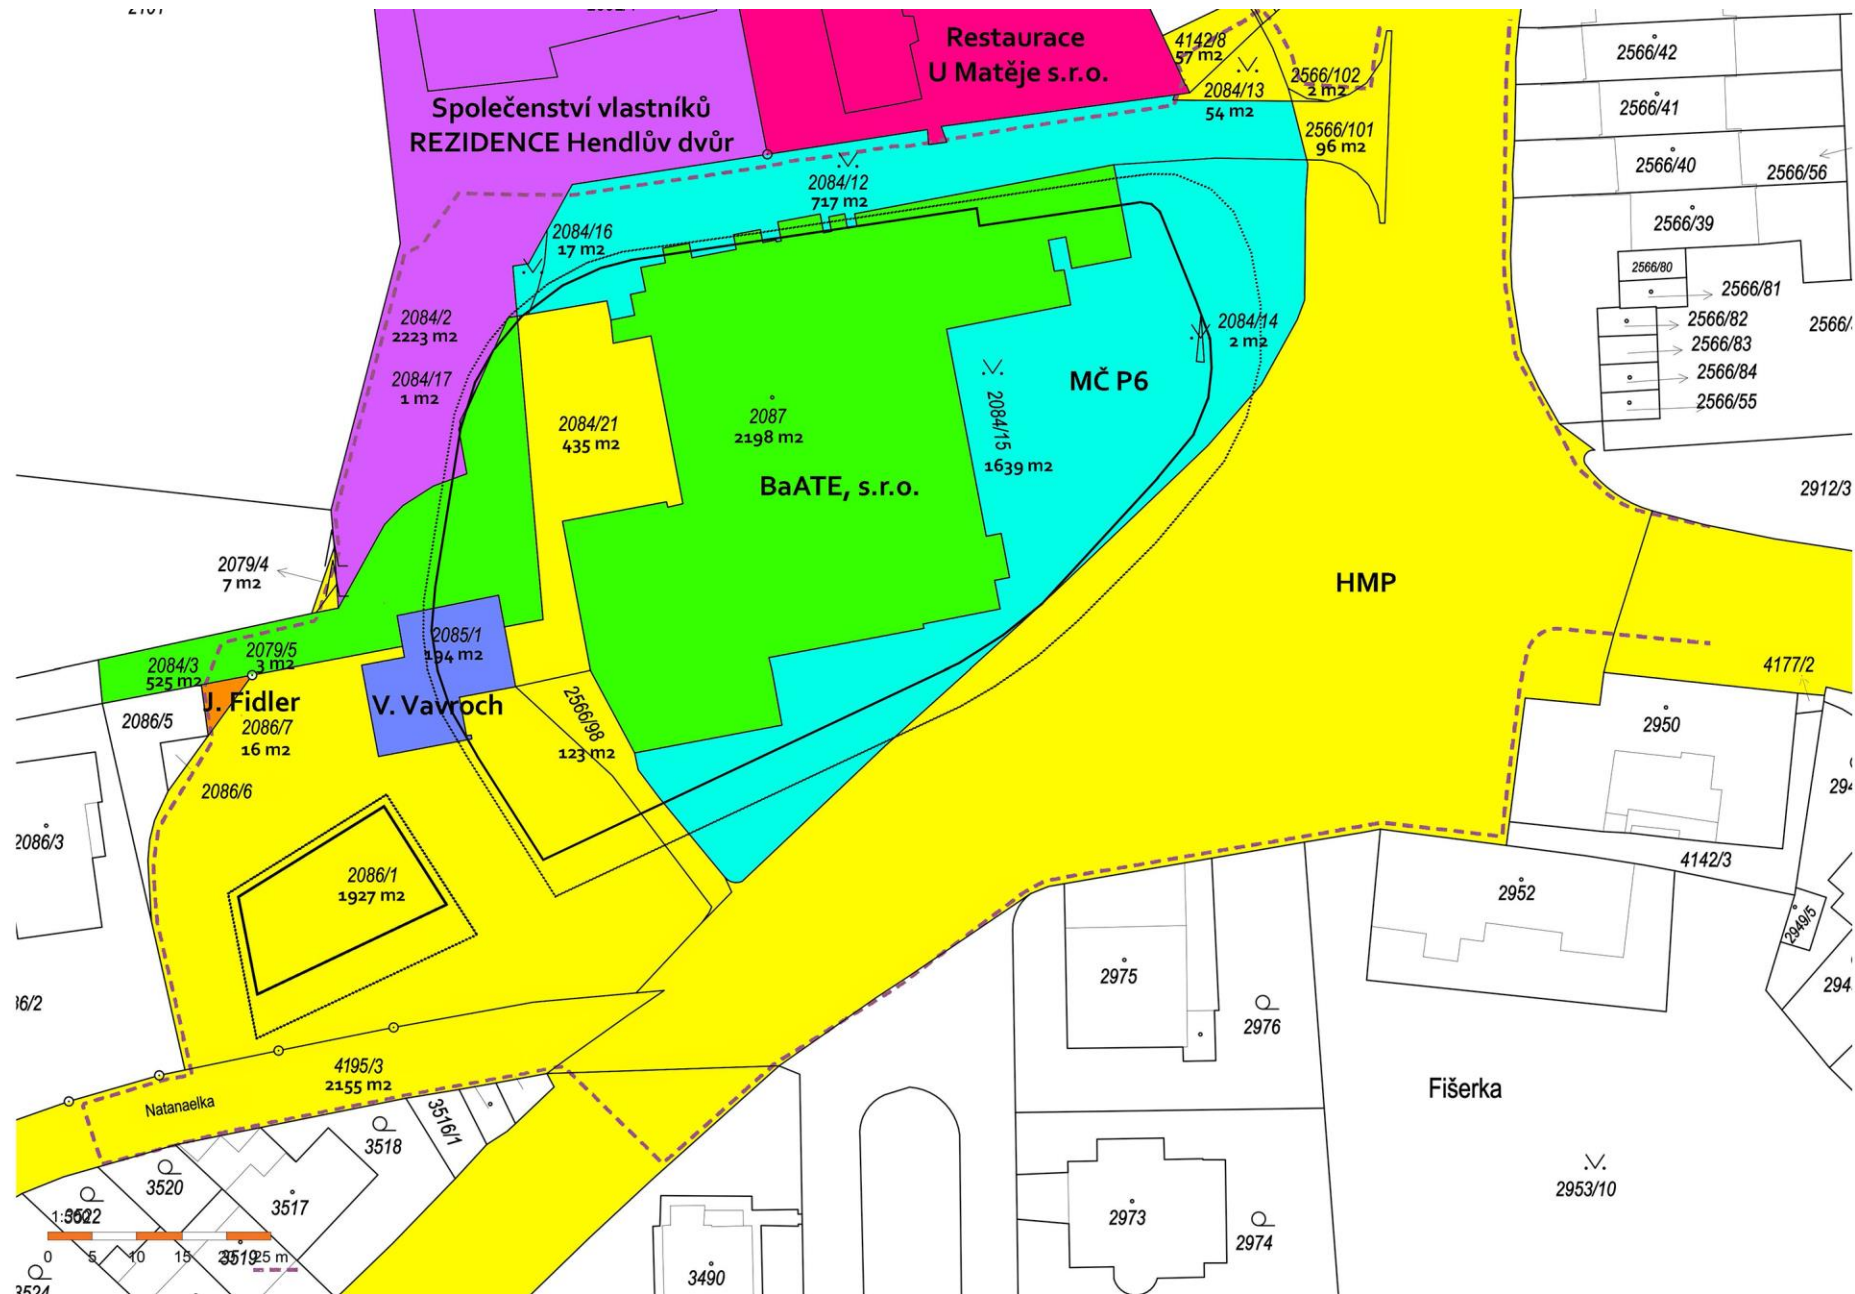 Restaurace
U Matěje s.r.o.
Společenství vlastníků
REZIDENCE Hendlův dvůr
4142/8
57 m2
2566/102
2 m2
2084/13
54 m2
2566/101
96 m2
2566/42
2566/41
2566/40
2566/56
2566/39
2566/80
2566/81
2566/82
2566/83
2566/84
2566/55
2912/3
2084/12
717 m2
2084/16
17 m2
2084/2
2223 m2
2084/17
1 m2
2084/14
2 m2
MČ P6
2084/15
1639 m2
2084/21
435 m2
2087
2198 m2
BaATE, s.r.o.
HMP
2079/4
7 m2
2085/1
194 m2
2079/5
3 m2
2084/3
525 m2
J. Fidler
V. Vavroch
2086/5
2086/7
16 m2
2566/98
123 m2
2086/6
2086/3
2086/1
1927 m2
4177/2
2950
4142/3
2952
2949/5
2975
2976
4195/3
2155 m2
Natanaelka
3516/1
3518
3520
3517
3519
Fišerka
2953/10
2973
2974
3490
0 5 10 15 25 m
3524